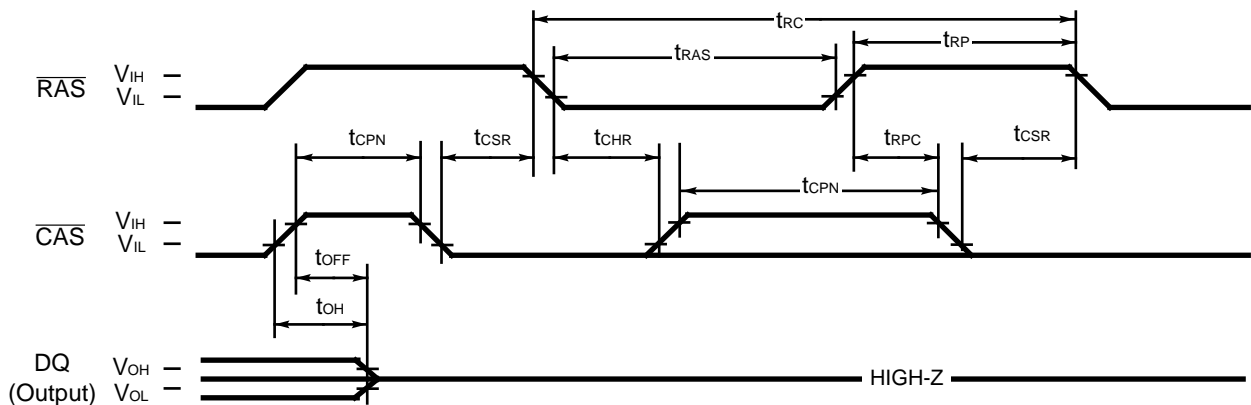 tRC
tRP
tRAS
RAS
VIH
VIL
tCPN
tCSR
tCHR
tRPC
tCSR
tCPN
CAS
VIH
VIL
tOFF
tOH
DQ
(Output)
VOH
VOL
HIGH-Z